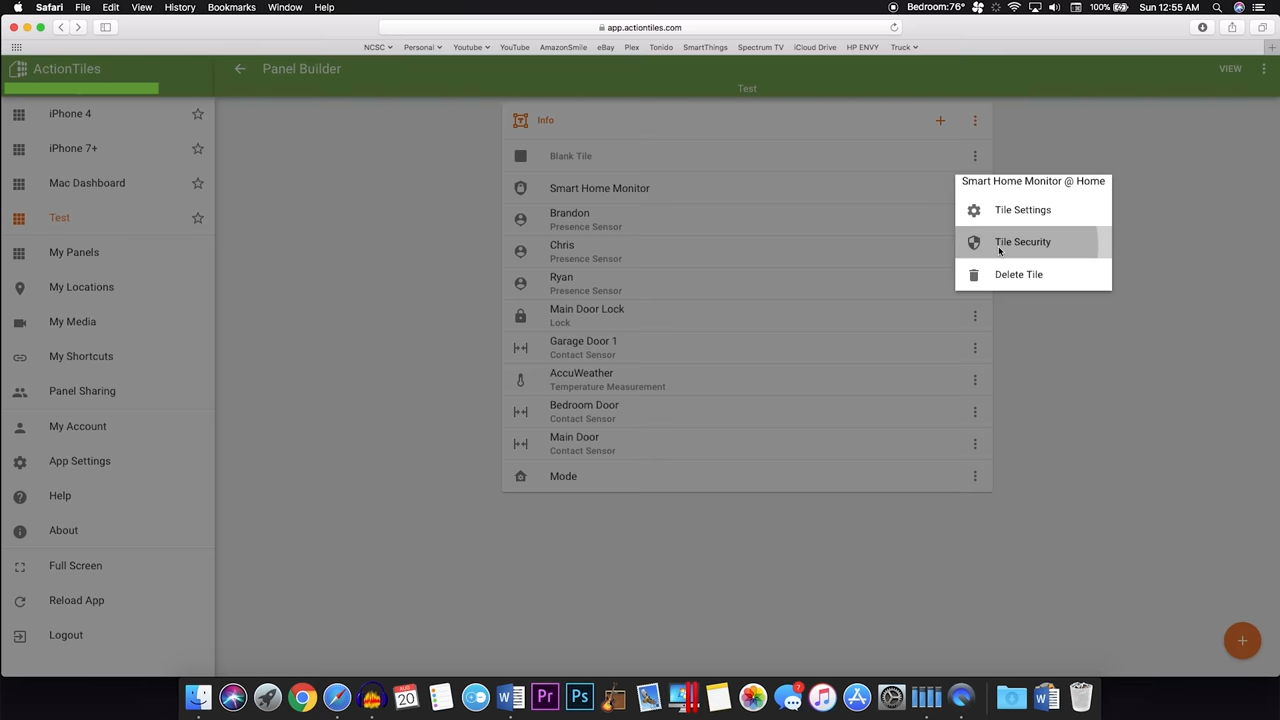 Safari File Edit View History Bookmarks Window Help Bedroom:76° 100% Sun 12:55 AM
app.actiontiles.com
NCSC Personal Youtube YouTube AmazonSmile eBay Plex Tonido SmartThings Spectrum TV iCloud Drive HP ENVY Truck
ActionTiles
Panel Builder
VIEW
Test
iPhone 4
iPhone 7+
Mac Dashboard
Test
My Panels
My Locations
My Media
My Shortcuts
Panel Sharing
My Account
App Settings
Help
About
Full Screen
Reload App
Logout
Info
Blank Tile
Smart Home Monitor
Brandon
Presence Sensor
Chris
Presence Sensor
Ryan
Presence Sensor
Main Door Lock
Lock
Garage Door 1
Contact Sensor
AccuWeather
Temperature Measurement
Bedroom Door
Contact Sensor
Main Door
Contact Sensor
Mode
Smart Home Monitor @ Home
Tile Settings
Tile Security
Delete Tile
AUG
20
W
Pr
Ps
7
W